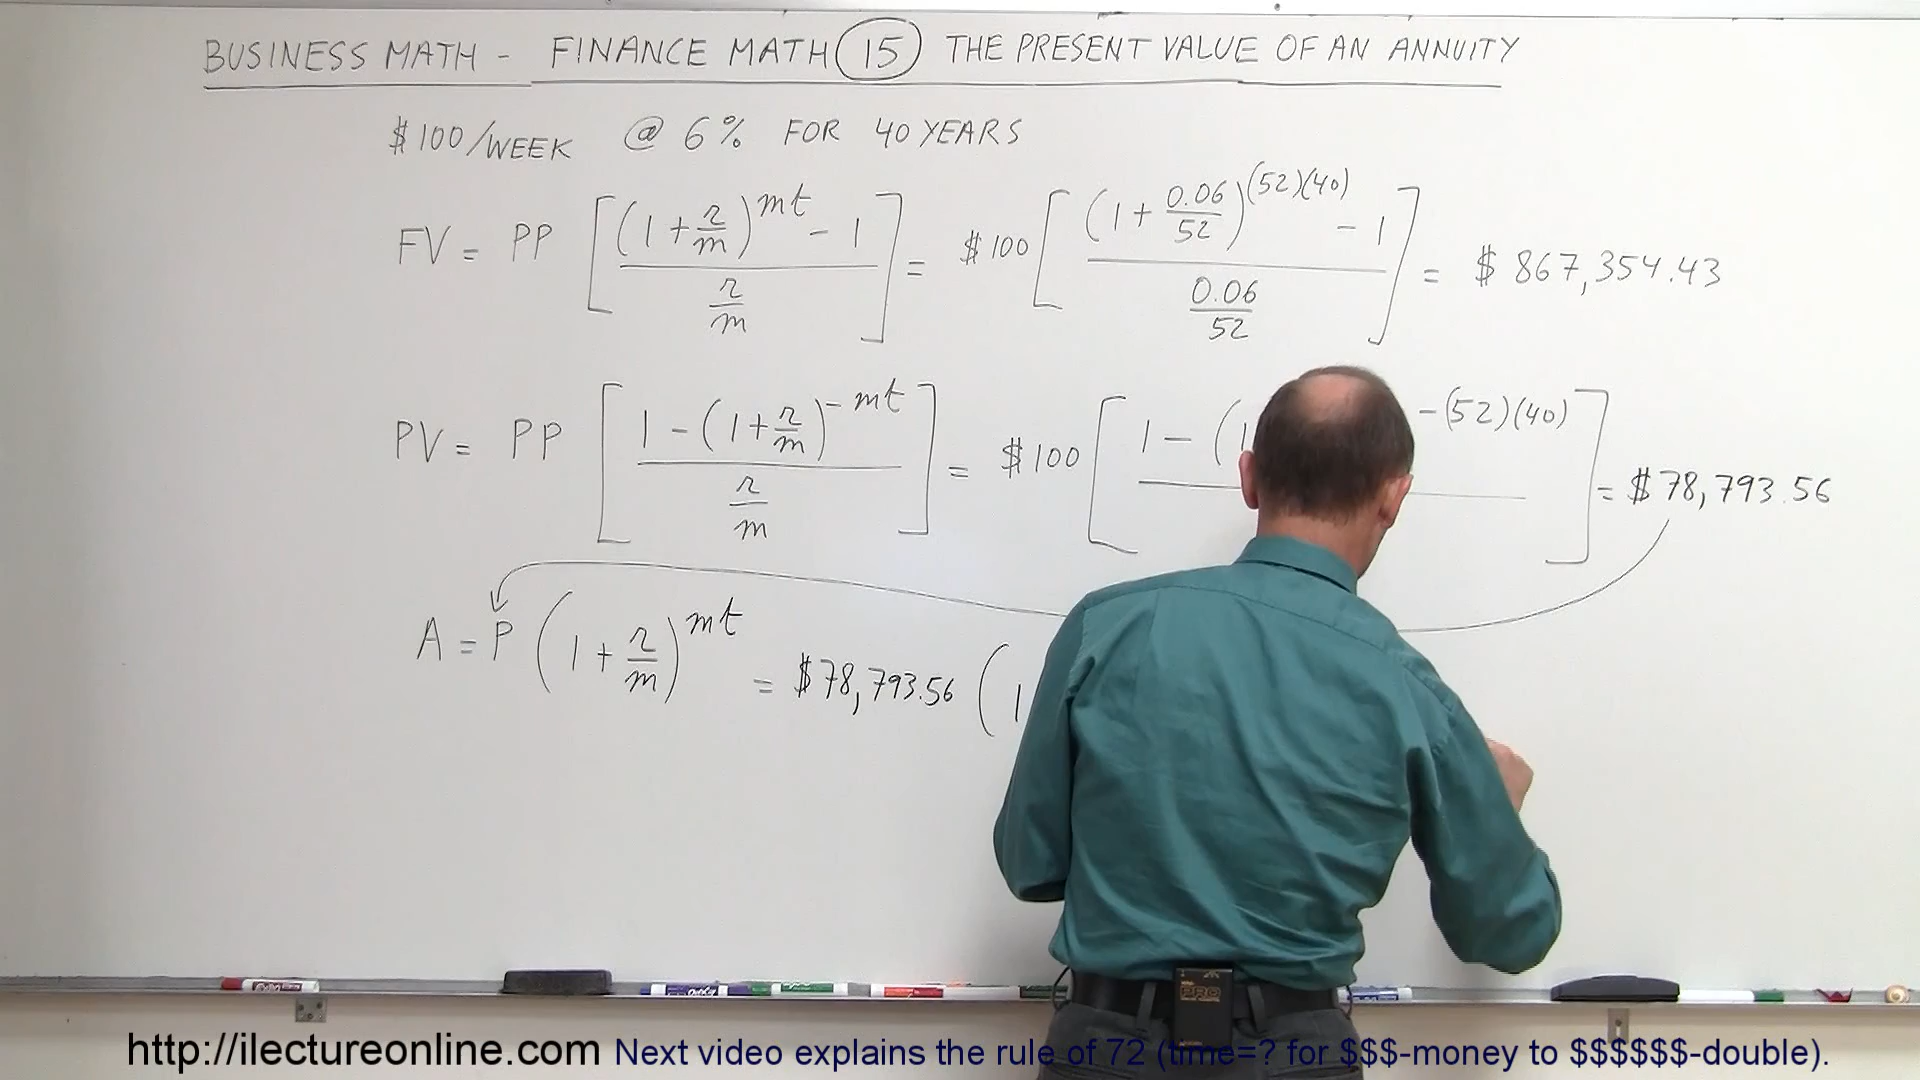 BUSINESS MATH - FINANCE MATH 15 THE PRESENT VALUE OF AN ANNUITY
$100/WEEK @ 6% FOR 40 YEARS
FV = PP [((1 + r/m)^mt - 1) / (r/m)] = $100 [((1 + 0.06/52)^(52)(40) - 1) / (0.06/52)] = $867,354.43
PV = PP [(1 - (1 + r/m)^-mt) / (r/m)] = $100 [1 - (1 -(52)(40)] = $78,793.56
A = P (1 + r/m)^mt = $78,793.56 (1
PRO
http://ilectureonline.com Next video explains the rule of 72 (time=? for $$$-money to $$$$$$-double).